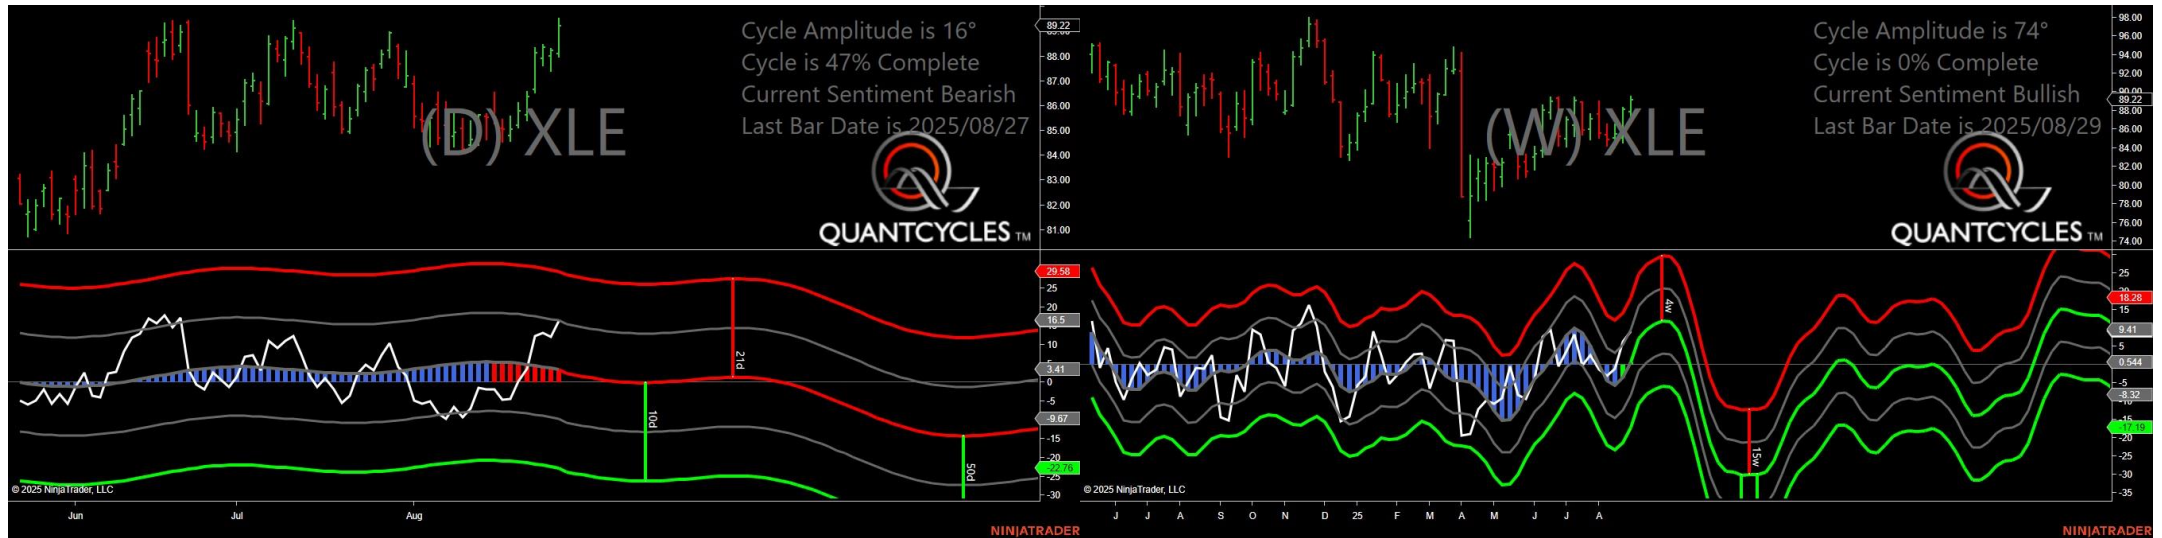 Cycle Amplitude is 16°
Cycle is 47% Complete
Current Sentiment Bearish
Last Bar Date is 2025/08/27
(D) XLE
QUANTCYCLES TM
89.22
88.00
87.00
86.00
85.00
84.00
83.00
82.00
81.00
29.58
25
20
16.5
10
5
3.41
0
-5
-9.67
-15
-20
-22.76
-25
-30
21d
10d
50d
© 2025 NinjaTrader, LLC
Jun Jul Aug
NINJATRADER
Cycle Amplitude is 74°
Cycle is 0% Complete
Current Sentiment Bullish
Last Bar Date is 2025/08/29
(W) XLE
QUANTCYCLES TM
98.00
96.00
94.00
92.00
90.00
89.22
88.00
86.00
84.00
82.00
80.00
78.00
76.00
74.00
25
18.28
9.41
5
0.544
-5
-8.32
-15
-17.19
-20
-25
-30
-35
4w
15w
© 2025 NinjaTrader, LLC
J J A S O N D 25 F M A M J J A
NINJATRADER